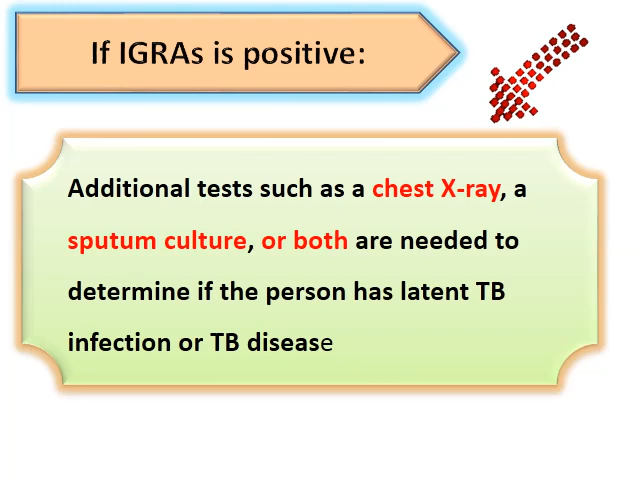 If IGRAs is positive:
Additional tests such as a chest X-ray, a
sputum culture, or both are needed to
determine if the person has latent TB
infection or TB disease